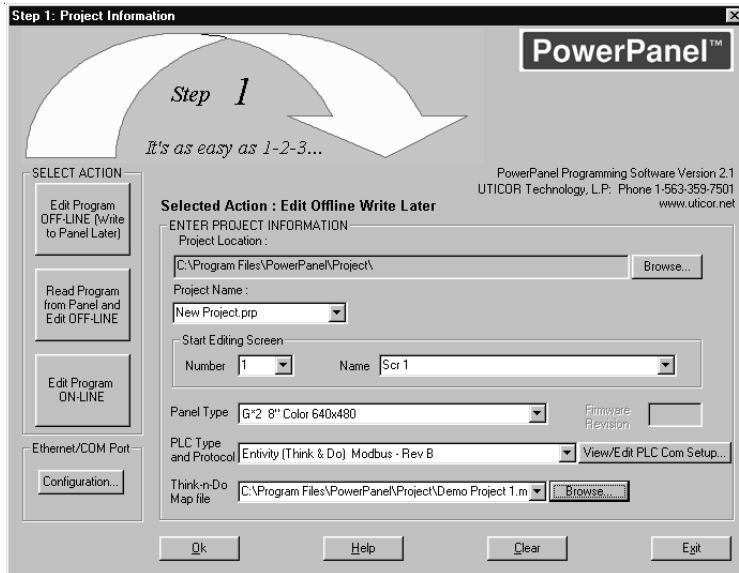 Step 1: Project Information
PowerPanel™
Step 1
It's as easy as 1-2-3...
PowerPanel Programming Software Version 2.1
UTICOR Technology, L.P: Phone 1-563-359-7501
www.uticor.net
SELECT ACTION
Edit Program
OFF-LINE (Write
to Panel Later)
Read Program
from Panel and
Edit OFF-LINE
Edit Program
ON-LINE
Ethernet/COM Port
Configuration...
Selected Action : Edit Offline Write Later
ENTER PROJECT INFORMATION
Project Location :
C:\Program Files\PowerPanel\Project\
Browse...
Project Name :
New Project.prp
Start Editing Screen
Number 1 Name Scr 1
Panel Type G*2 8" Color 640x480
Firmware
Revision
PLC Type
and Protocol Entivity (Think & Do) Modbus - Rev B View/Edit PLC Com Setup...
Think-n-Do
Map file C:\Program Files\PowerPanel\Project\Demo Project 1.m Browse...
Ok Help Clear Exit